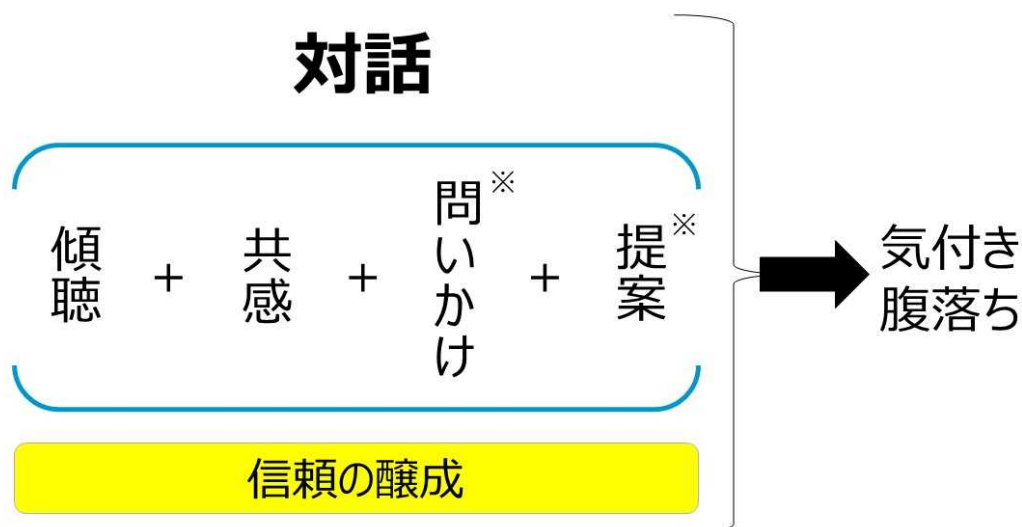 対話
傾聴 + 共感 + 問いかけ※ + 提案※
気付き
腹落ち
信頼の醸成